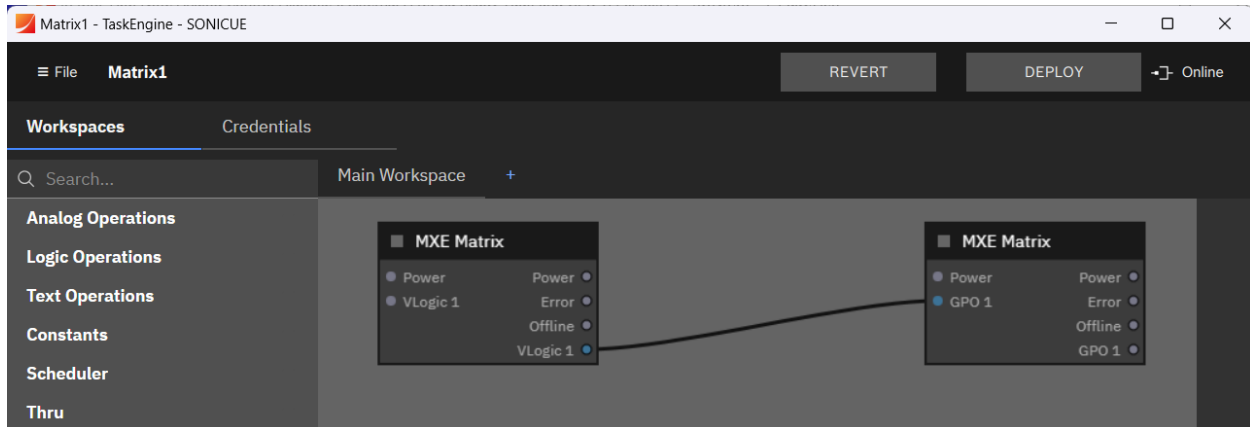 Matrix1 - TaskEngine - SONICUE
File Matrix1 REVERT DEPLOY Online
Workspaces Credentials
Search... Main Workspace +
Analog Operations
Logic Operations
Text Operations
Constants
Scheduler
Thru
MXE Matrix
Power Power
VLogic 1 Error
Offline
VLogic 1
MXE Matrix
Power Power
GPO 1 Error
Offline
GPO 1